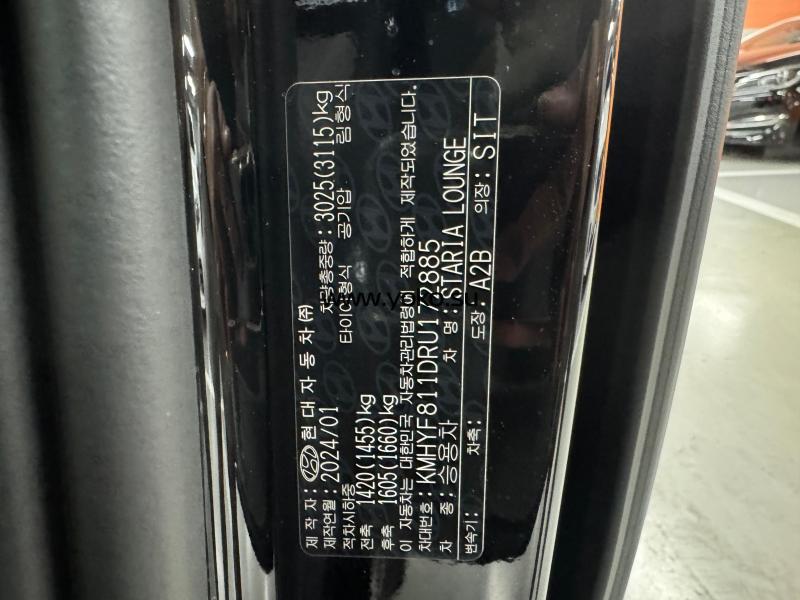 제 작 자 : 현 대 자 동 차 ㈜
제작연월 : 2024/01 차량총중량 : 3025(3115)kg
적차시하중 타이어형식 공기압 림형식
전축 1420(1455)kg
후축 1605(1660)kg
이 자동차는 대한민국 자동차관리법령에 적합하게 제작되었습니다.
차대번호 : KMHYF811DRU172885
차 종 : 승용차 차 명 : STARIA LOUNGE
변속기 : 차축 : 도장 : A2B 의장 : SIT